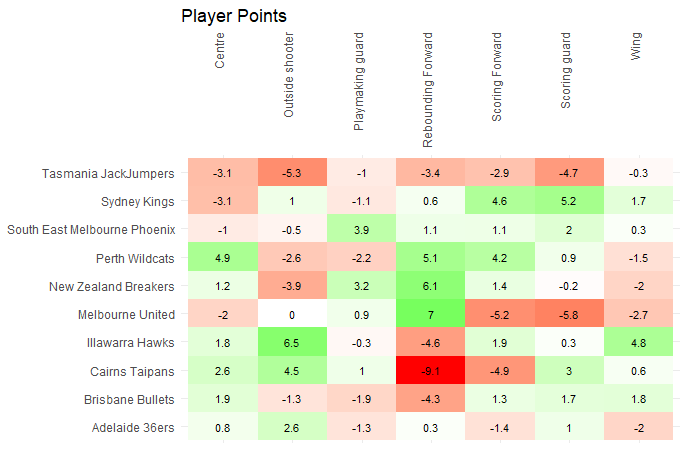 Player Points
Centre
Outside shooter
Playmaking guard
Rebounding Forward
Scoring Forward
Scoring guard
Wing
Tasmania JackJumpers -3.1 -5.3 -1 -3.4 -2.9 -4.7 -0.3
Sydney Kings -3.1 1 -1.1 0.6 4.6 5.2 1.7
South East Melbourne Phoenix -1 -0.5 3.9 1.1 1.1 2 0.3
Perth Wildcats 4.9 -2.6 -2.2 5.1 4.2 0.9 -1.5
New Zealand Breakers 1.2 -3.9 3.2 6.1 1.4 -0.2 -2
Melbourne United -2 0 0.9 7 -5.2 -5.8 -2.7
Illawarra Hawks 1.8 6.5 -0.3 -4.6 1.9 0.3 4.8
Cairns Taipans 2.6 4.5 1 -9.1 -4.9 3 0.6
Brisbane Bullets 1.9 -1.3 -1.9 -4.3 1.3 1.7 1.8
Adelaide 36ers 0.8 2.6 -1.3 0.3 -1.4 1 -2